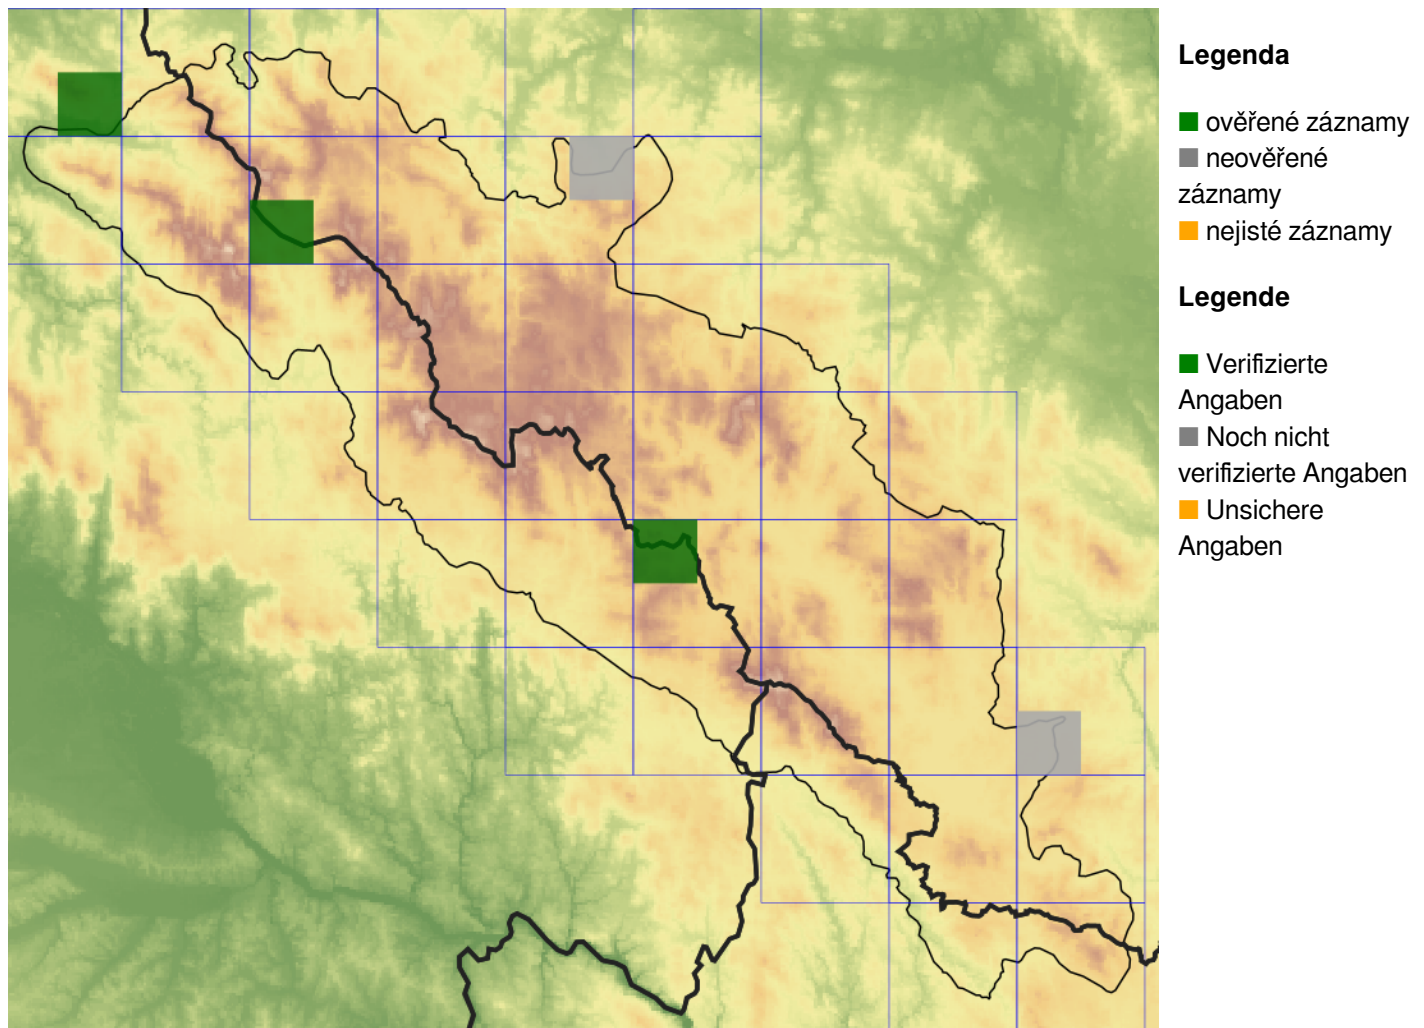 Legenda
ověřené záznamy
neověřené
záznamy
nejisté záznamy
Legende
Verifizierte
Angaben
Noch nicht
verifizierte Angaben
Unsichere
Angaben